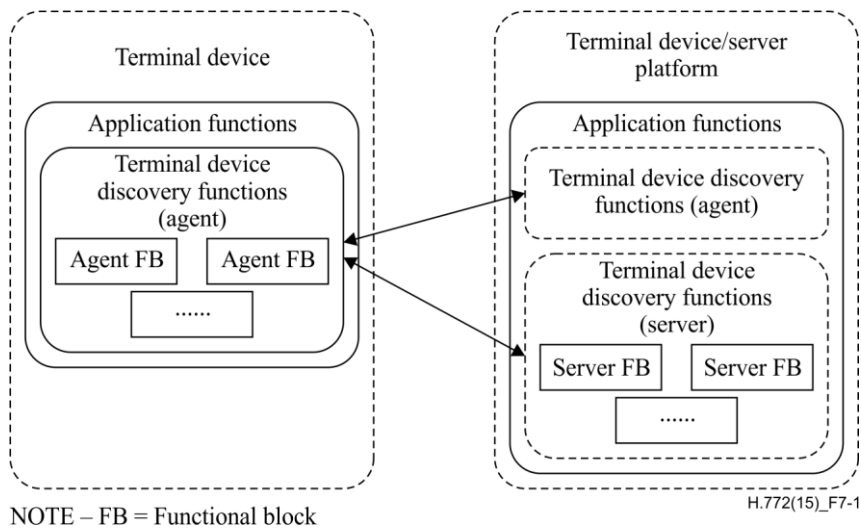 Terminal device
Application functions
Terminal device
discovery functions
(agent)
Agent FB
Agent FB
......
Terminal device/server
platform
Application functions
Terminal device discovery
functions (agent)
Terminal device
discovery functions
(server)
Server FB
Server FB
......
H.772(15)_F7-1
NOTE – FB = Functional block